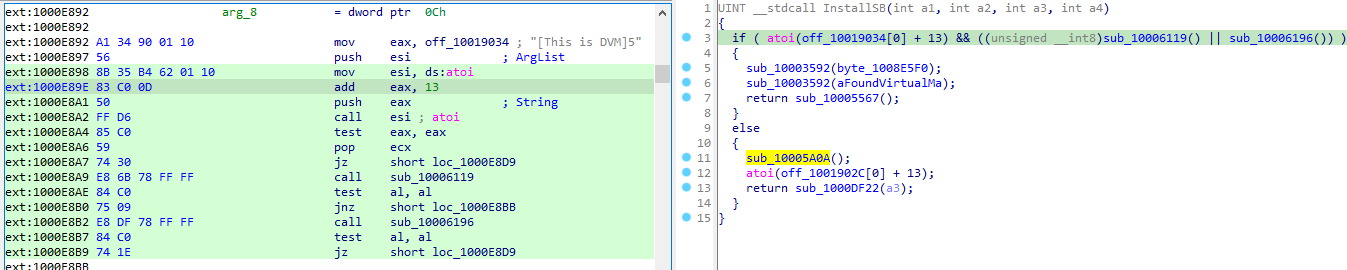 ext:1000E892 arg_8 = dword ptr 0Ch
ext:1000E892
ext:1000E892 A1 34 90 01 10 mov eax, off_10019034 ; "[This is DVM]5"
ext:1000E897 56 push esi ; ArgList
ext:1000E898 8B 35 B4 62 01 10 mov esi, ds:atoi
ext:1000E89E 83 C0 0D add eax, 13
ext:1000E8A1 50 push eax ; String
ext:1000E8A2 FF D6 call esi ; atoi
ext:1000E8A4 85 C0 test eax, eax
ext:1000E8A6 59 pop ecx
ext:1000E8A7 74 30 jz short loc_1000E8D9
ext:1000E8A9 E8 6B 78 FF FF call sub_10006119
ext:1000E8AE 84 C0 test al, al
ext:1000E8B0 75 09 jnz short loc_1000E8BB
ext:1000E8B2 E8 DF 78 FF FF call sub_10006196
ext:1000E8B7 84 C0 test al, al
ext:1000E8B9 74 1E jz short loc_1000E8D9
ext:1000E8BB
1 UINT __stdcall InstallSB(int a1, int a2, int a3, int a4)
2 {
3 if ( atoi(off_10019034[0] + 13) && ((unsigned __int8)sub_10006119() || sub_10006196()) )
4 {
5 sub_10003592(byte_1008E5F0);
6 sub_10003592(aFoundVirtualMa);
7 return sub_10005567();
8 }
9 else
10 {
11 sub_10005A0A();
12 atoi(off_1001902C[0] + 13);
13 return sub_1000DF22(a3);
14 }
15 }